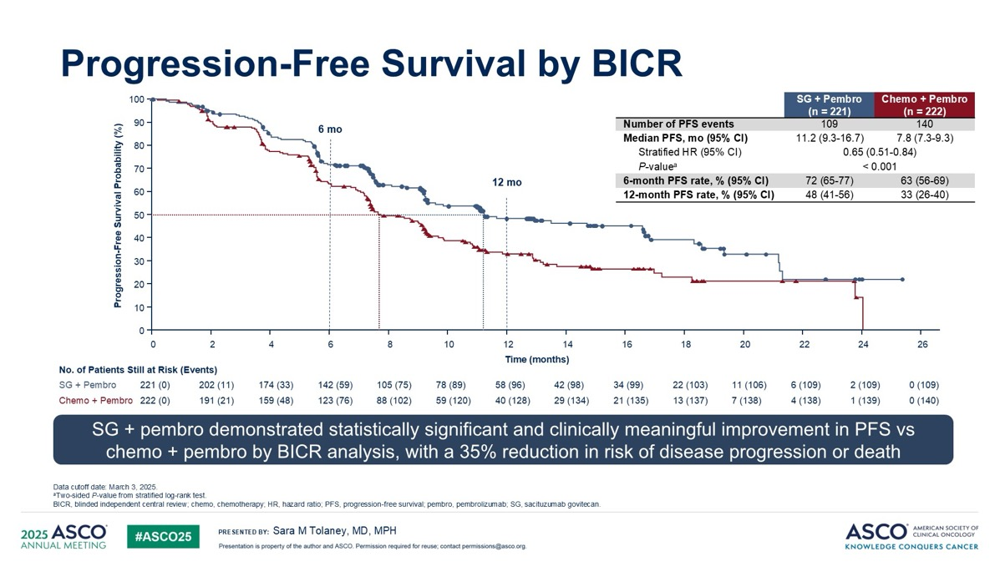 Progression-Free Survival by BICR
SG + Pembro
(n = 221)
Chemo + Pembro
(n = 222)
Number of PFS events 109 140
Median PFS, mo (95% CI) 11.2 (9.3-16.7) 7.8 (7.3-9.3)
Stratified HR (95% CI) 0.65 (0.51-0.84)
P-valueᵃ < 0.001
6-month PFS rate, % (95% CI) 72 (65-77) 63 (56-69)
12-month PFS rate, % (95% CI) 48 (41-56) 33 (26-40)
Progression-Free Survival Probability (%)
100
90
80
70
60
50
40
30
20
10
0
6 mo
12 mo
0 2 4 6 8 10 12 14 16 18 20 22 24 26
Time (months)
No. of Patients Still at Risk (Events)
SG + Pembro 221 (0) 202 (11) 174 (33) 142 (59) 105 (75) 78 (89) 58 (96) 42 (98) 34 (99) 22 (103) 11 (106) 6 (109) 2 (109) 0 (109)
Chemo + Pembro 222 (0) 191 (21) 159 (48) 123 (76) 88 (102) 59 (120) 40 (128) 29 (134) 21 (135) 13 (137) 7 (138) 4 (138) 1 (139) 0 (140)
SG + pembro demonstrated statistically significant and clinically meaningful improvement in PFS vs
chemo + pembro by BICR analysis, with a 35% reduction in risk of disease progression or death
Data cutoff date: March 3, 2025.
ᵃTwo-sided P-value from stratified log-rank test.
BICR, blinded independent central review; chemo, chemotherapy; HR, hazard ratio; PFS, progression-free survival; pembro, pembrolizumab; SG, sacituzumab govitecan.
2025 ASCO®
ANNUAL MEETING
#ASCO25
PRESENTED BY: Sara M Tolaney, MD, MPH
Presentation is property of the author and ASCO. Permission required for reuse; contact permissions@asco.org.
ASCO® AMERICAN SOCIETY OF
CLINICAL ONCOLOGY
KNOWLEDGE CONQUERS CANCER